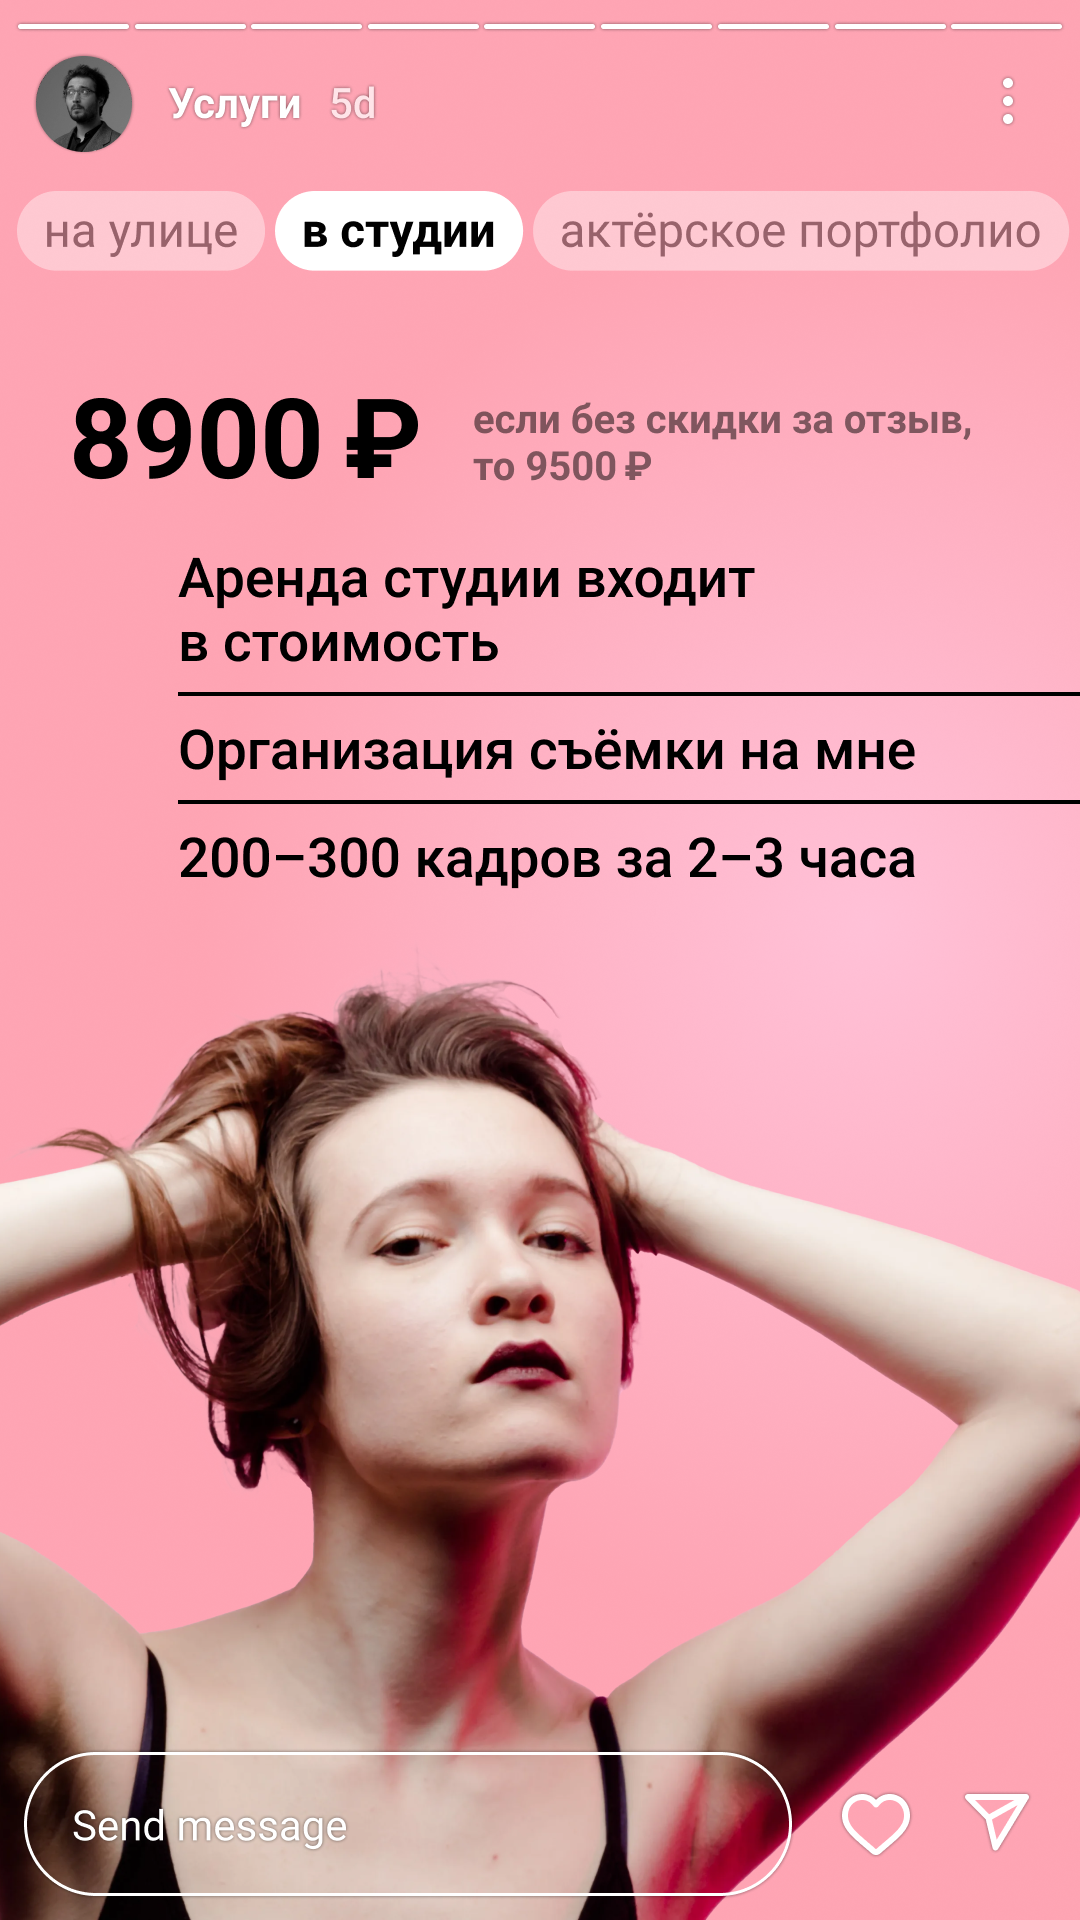 Услуги 5d
на улице
в студии
актёрское портфолио
8900 ₽
если без скидки за отзыв,
то 9500 ₽
Аренда студии входит
в стоимость
Организация съёмки на мне
200–300 кадров за 2–3 часа
Send message